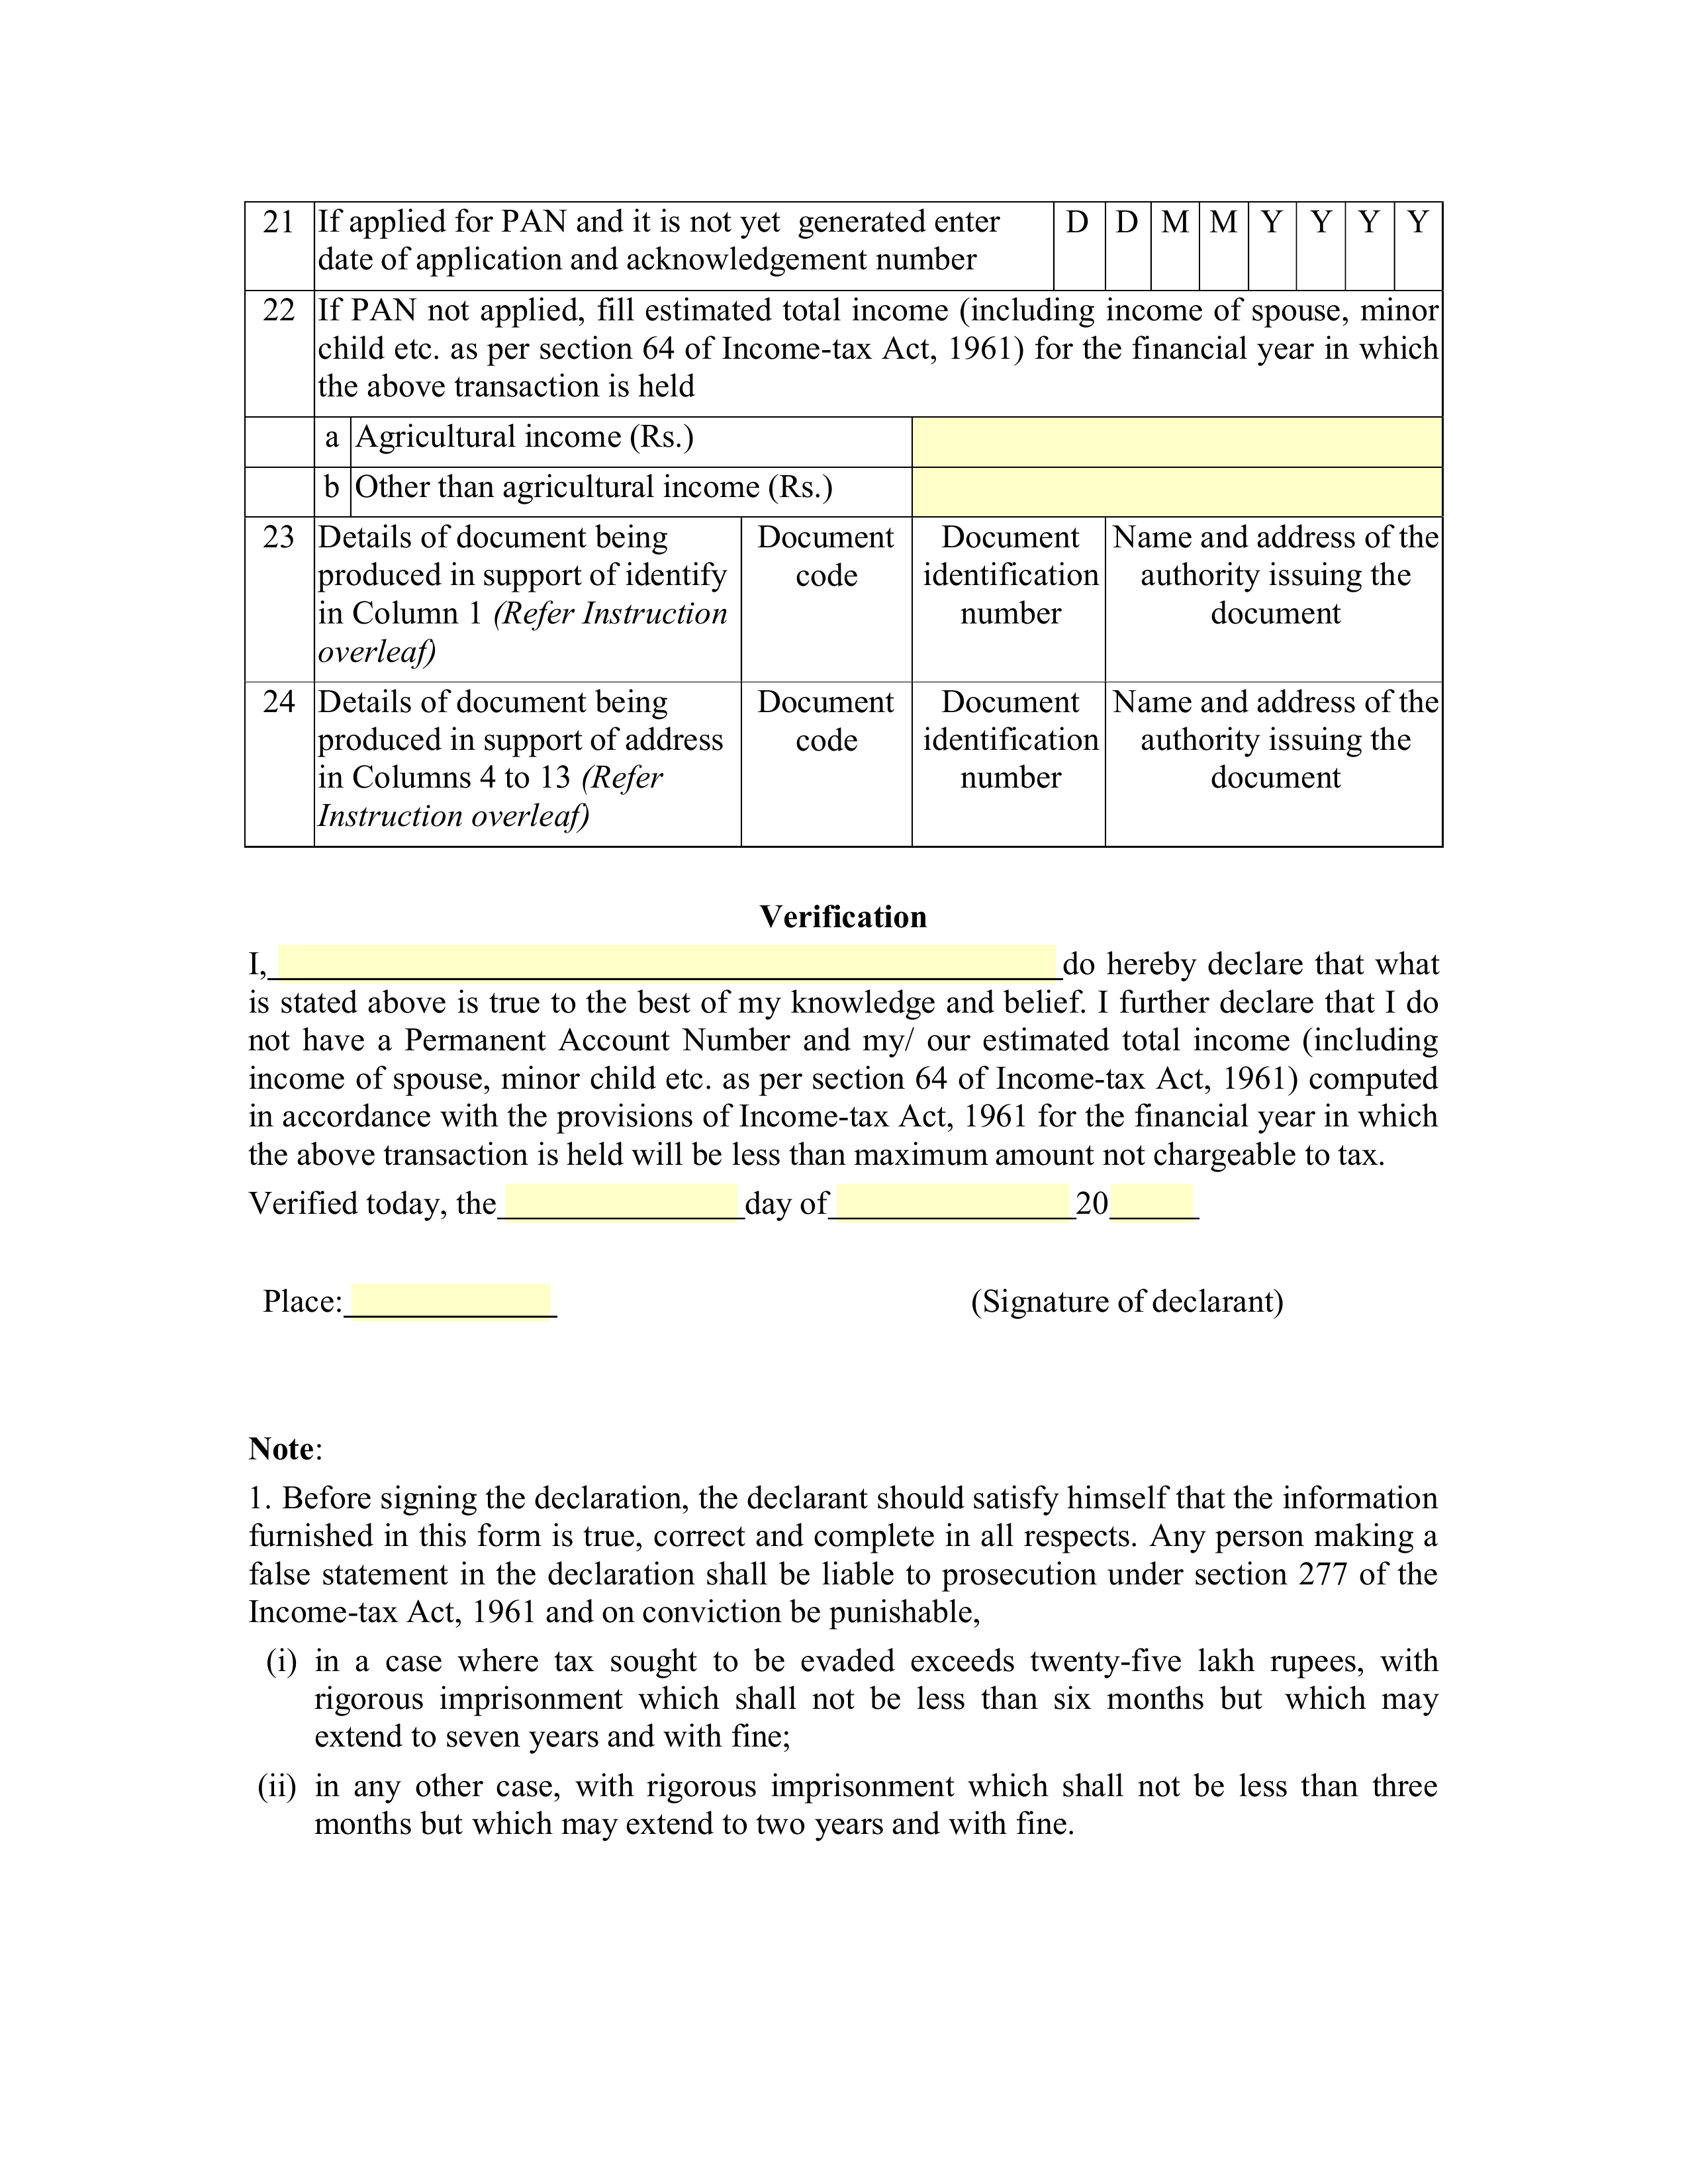 21 If applied for PAN and it is not yet generated enter D D M M Y Y Y Y
date of application and acknowledgement number
22 If PAN not applied, fill estimated total income (including income of spouse, minor
child etc. as per section 64 of Income-tax Act, 1961) for the financial year in which
the above transaction is held
a Agricultural income (Rs.)
b Other than agricultural income (Rs.)
23 Details of document being Document Document Name and address of the
produced in support of identify code identification authority issuing the
in Column 1 (Refer Instruction number document
overleaf)
24 Details of document being Document Document Name and address of the
produced in support of address code identification authority issuing the
in Columns 4 to 13 (Refer number document
Instruction overleaf)
Verification
I, do hereby declare that what
is stated above is true to the best of my knowledge and belief. I further declare that I do
not have a Permanent Account Number and my/ our estimated total income (including
income of spouse, minor child etc. as per section 64 of Income-tax Act, 1961) computed
in accordance with the provisions of Income-tax Act, 1961 for the financial year in which
the above transaction is held will be less than maximum amount not chargeable to tax.
Verified today, the day of 20
Place: (Signature of declarant)
Note:
1. Before signing the declaration, the declarant should satisfy himself that the information
furnished in this form is true, correct and complete in all respects. Any person making a
false statement in the declaration shall be liable to prosecution under section 277 of the
Income-tax Act, 1961 and on conviction be punishable,
(i) in a case where tax sought to be evaded exceeds twenty-five lakh rupees, with
rigorous imprisonment which shall not be less than six months but which may
extend to seven years and with fine;
(ii) in any other case, with rigorous imprisonment which shall not be less than three
months but which may extend to two years and with fine.